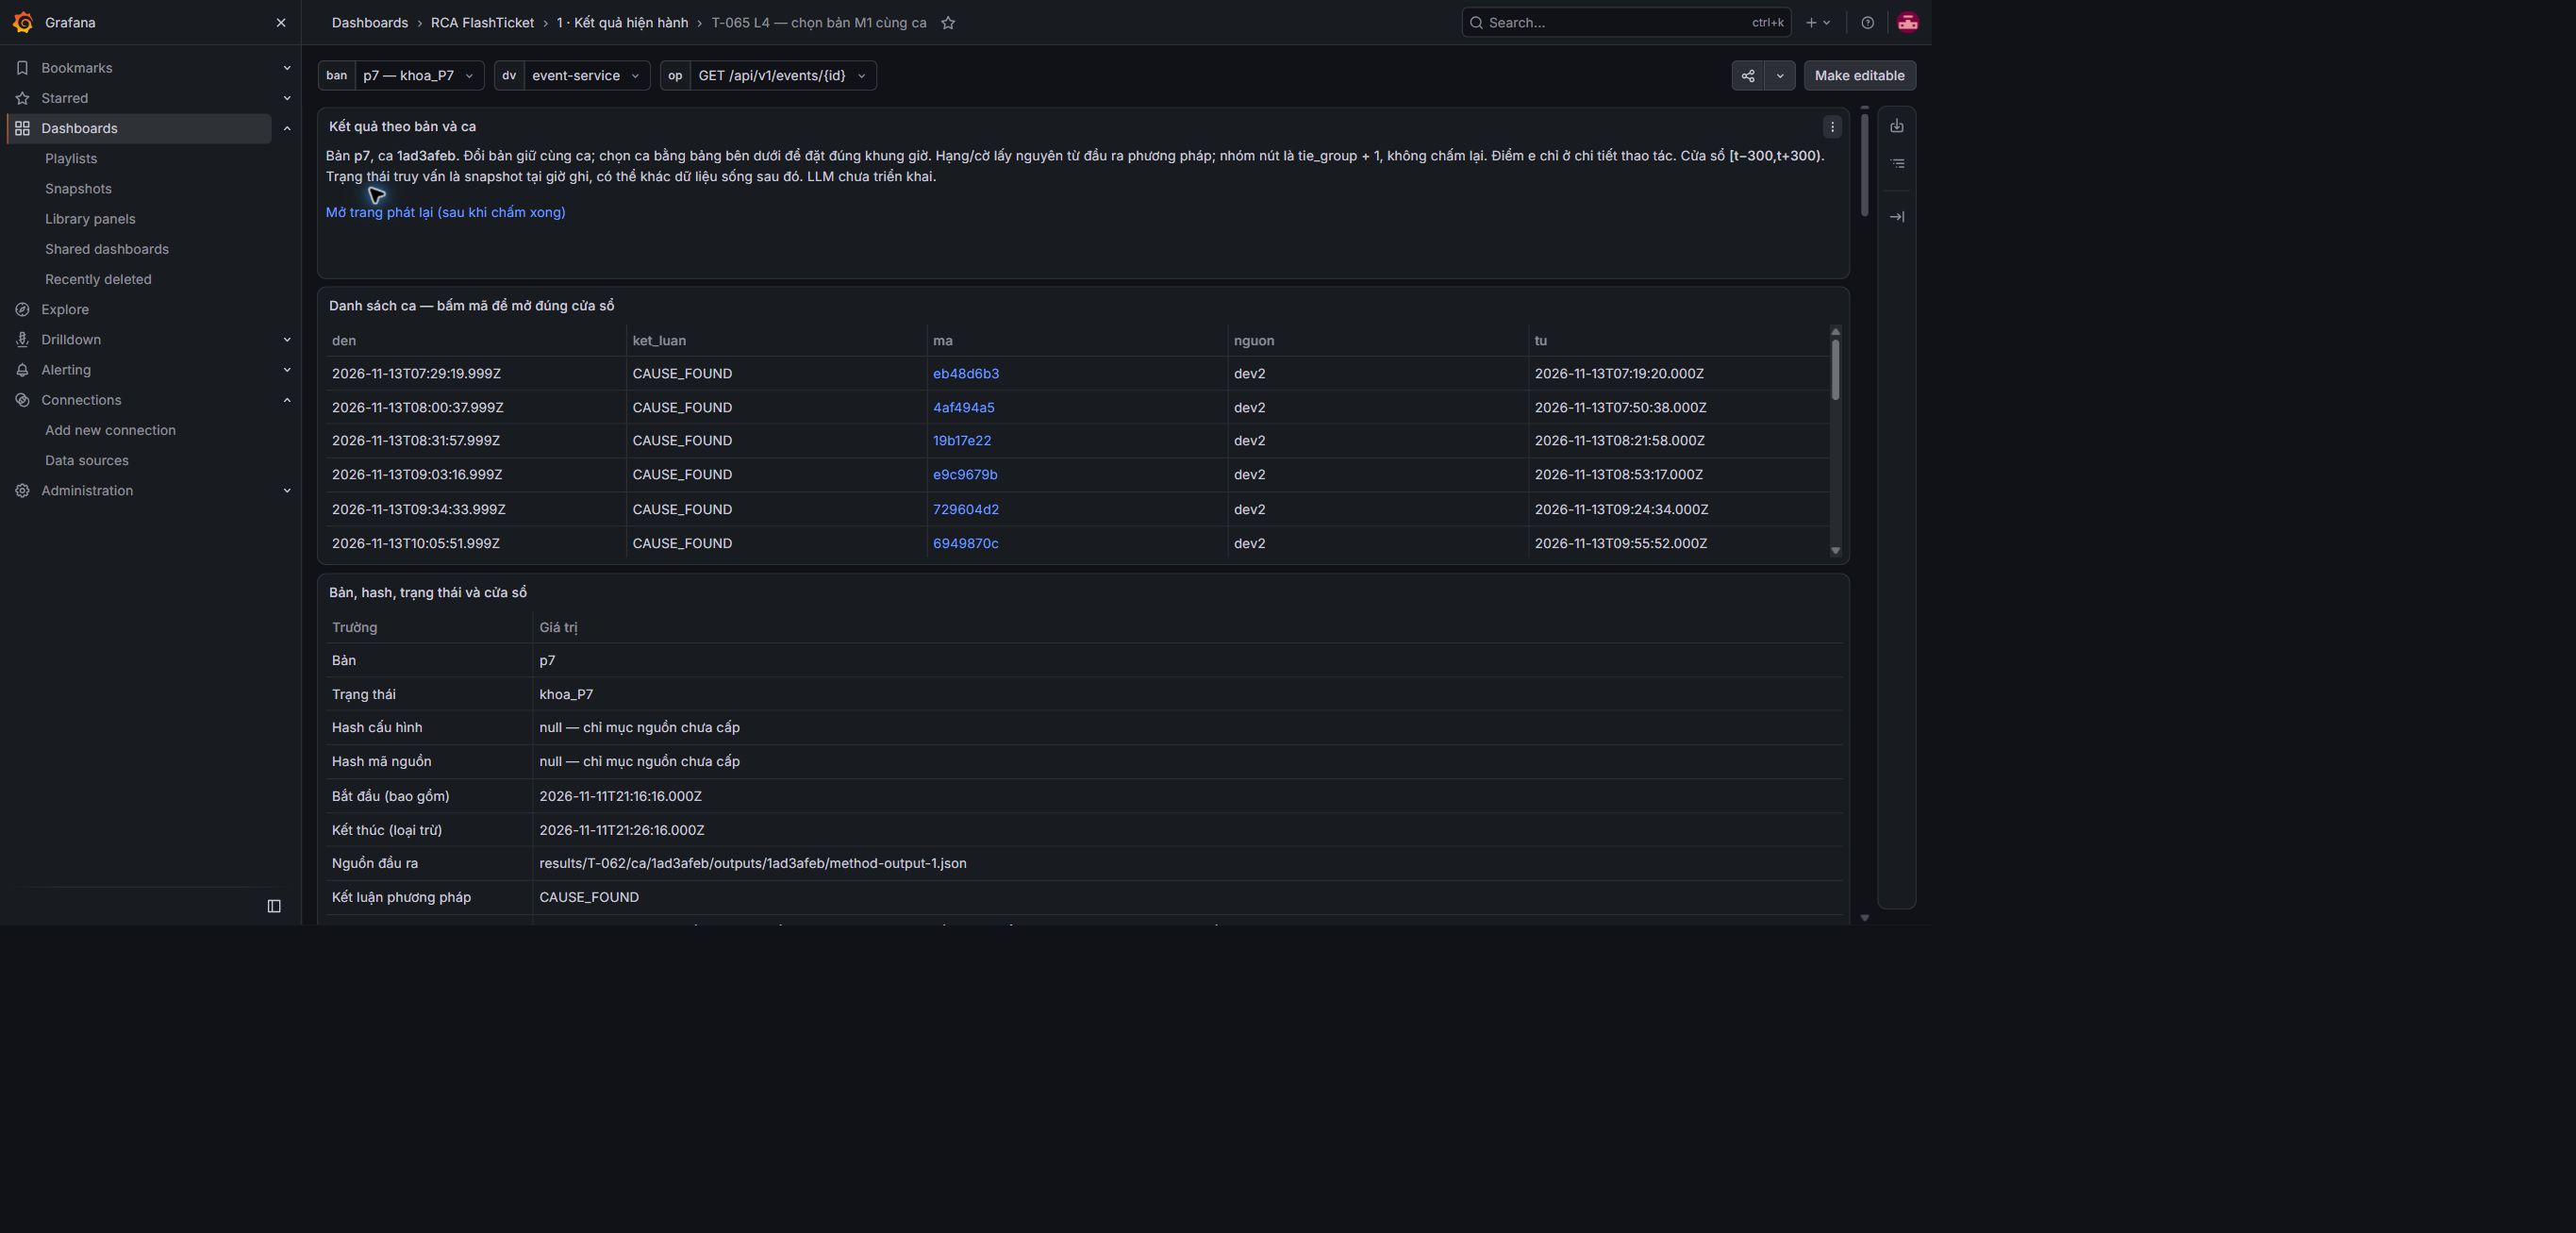 Grafana
Dashboards › RCA FlashTicket › 1 · Kết quả hiện hành › T-065 L4 — chọn bản M1 cùng ca
Search... ctrl+k
Bookmarks
Starred
Dashboards
Playlists
Snapshots
Library panels
Shared dashboards
Recently deleted
Explore
Drilldown
Alerting
Connections
Add new connection
Data sources
Administration
ban p7 — khoa_P7 dv event-service op GET /api/v1/events/{id}
Make editable
Kết quả theo bản và ca
Bản p7, ca 1ad3afeb. Đổi bản giữ cùng ca; chọn ca bằng bảng bên dưới để đặt đúng khung giờ. Hạng/cờ lấy nguyên từ đầu ra phương pháp; nhóm nút là tie_group + 1, không chấm lại. Điểm e chỉ ở chi tiết thao tác. Cửa sổ [t−300,t+300).
Trạng thái truy vấn là snapshot tại giờ ghi, có thể khác dữ liệu sống sau đó. LLM chưa triển khai.
Mở trang phát lại (sau khi chấm xong)
Danh sách ca — bấm mã để mở đúng cửa sổ
den ket_luan ma nguon tu
2026-11-13T07:29:19.999Z CAUSE_FOUND eb48d6b3 dev2 2026-11-13T07:19:20.000Z
2026-11-13T08:00:37.999Z CAUSE_FOUND 4af494a5 dev2 2026-11-13T07:50:38.000Z
2026-11-13T08:31:57.999Z CAUSE_FOUND 19b17e22 dev2 2026-11-13T08:21:58.000Z
2026-11-13T09:03:16.999Z CAUSE_FOUND e9c9679b dev2 2026-11-13T08:53:17.000Z
2026-11-13T09:34:33.999Z CAUSE_FOUND 729604d2 dev2 2026-11-13T09:24:34.000Z
2026-11-13T10:05:51.999Z CAUSE_FOUND 6949870c dev2 2026-11-13T09:55:52.000Z
Bản, hash, trạng thái và cửa sổ
Trường Giá trị
Bản p7
Trạng thái khoa_P7
Hash cấu hình null — chỉ mục nguồn chưa cấp
Hash mã nguồn null — chỉ mục nguồn chưa cấp
Bắt đầu (bao gồm) 2026-11-11T21:16:16.000Z
Kết thúc (loại trừ) 2026-11-11T21:26:16.000Z
Nguồn đầu ra results/T-062/ca/1ad3afeb/outputs/1ad3afeb/method-output-1.json
Kết luận phương pháp CAUSE_FOUND